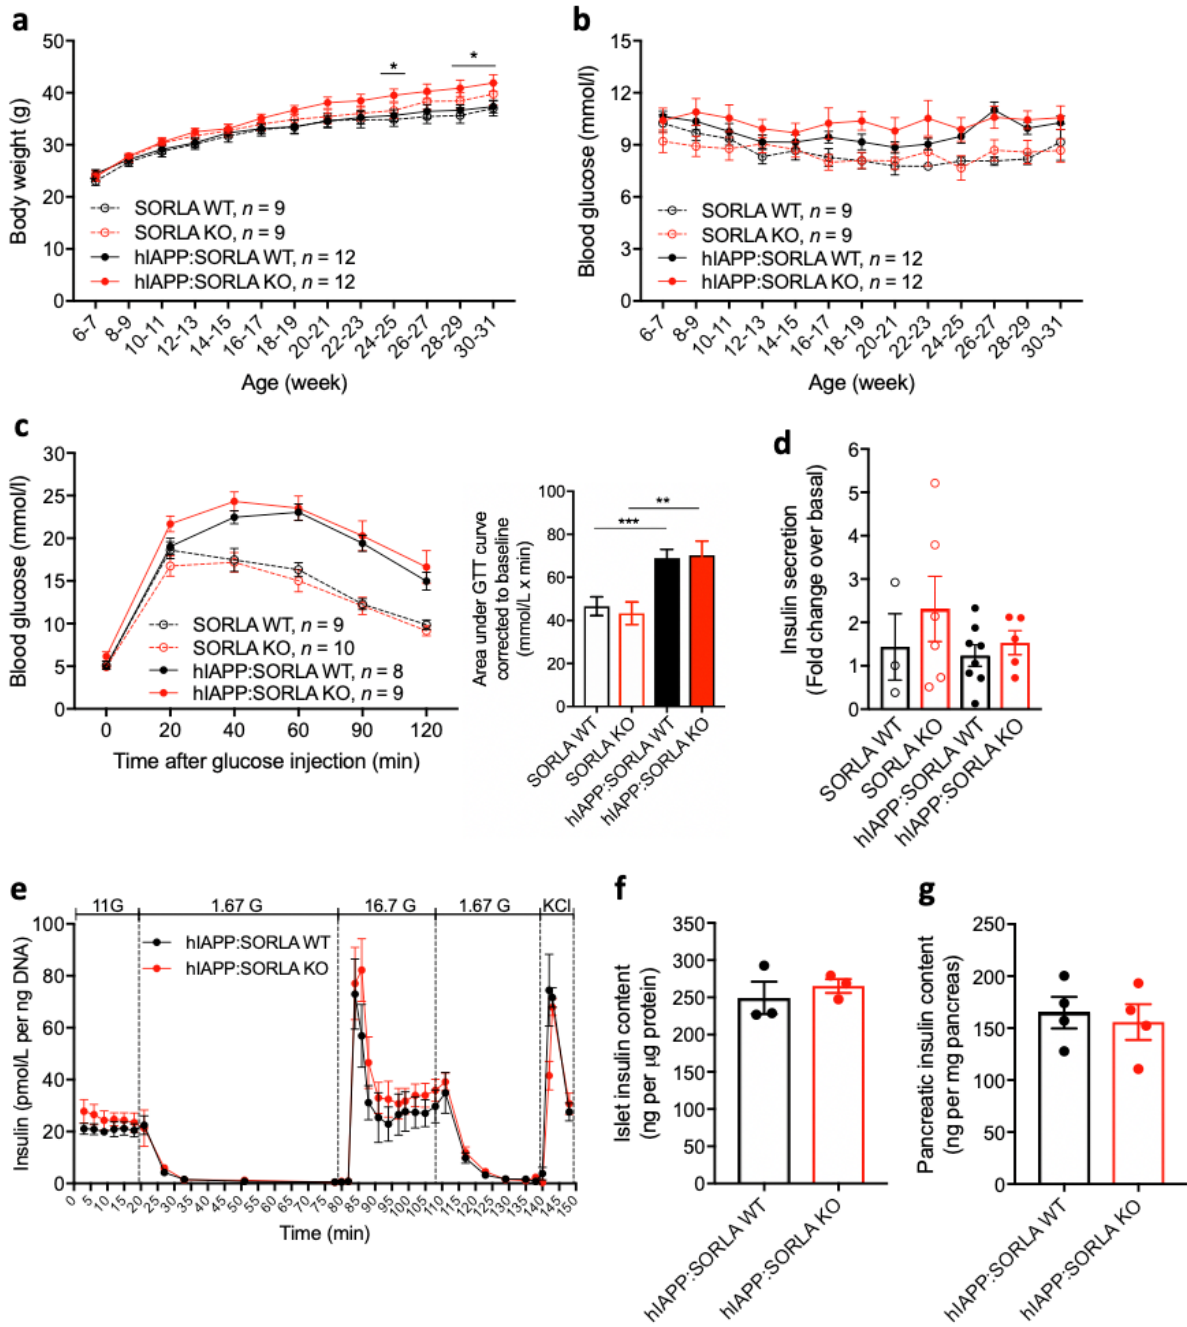 a
Body weight (g)
50
40
30
20
10
0
SORLA WT, n = 9
SORLA KO, n = 9
hIAPP:SORLA WT, n = 12
hIAPP:SORLA KO, n = 12
*
*
6-7
8-9
10-11
12-13
14-15
16-17
18-19
20-21
22-23
24-25
26-27
28-29
30-31
Age (week)
b
Blood glucose (mmol/l)
15
12
9
6
3
0
SORLA WT, n = 9
SORLA KO, n = 9
hIAPP:SORLA WT, n = 12
hIAPP:SORLA KO, n = 12
6-7
8-9
10-11
12-13
14-15
16-17
18-19
20-21
22-23
24-25
26-27
28-29
30-31
Age (week)
c
Blood glucose (mmol/l)
30
25
20
15
10
5
0
SORLA WT, n = 9
SORLA KO, n = 10
hIAPP:SORLA WT, n = 8
hIAPP:SORLA KO, n = 9
0
20
40
60
90
120
Time after glucose injection (min)
Area under GTT curve
corrected to baseline
(mmol/L x min)
100
80
60
40
20
0
**
***
SORLA WT
SORLA KO
hIAPP:SORLA WT
hIAPP:SORLA KO
d
Insulin secretion
(Fold change over basal)
6
5
4
3
2
1
0
SORLA WT
SORLA KO
hIAPP:SORLA WT
hIAPP:SORLA KO
e
11G
1.67 G
16.7 G
1.67 G
KCl
Insulin (pmol/L per ng DNA)
100
80
60
40
20
0
hIAPP:SORLA WT
hIAPP:SORLA KO
0
5
10
15
20
25
30
35
40
45
50
55
60
65
70
75
80
85
90
95
100
105
110
115
120
125
130
135
140
145
150
Time (min)
f
Islet insulin content
(ng per µg protein)
350
300
250
200
150
100
50
0
hIAPP:SORLA WT
hIAPP:SORLA KO
g
Pancreatic insulin content
(ng per mg pancreas)
250
200
150
100
50
0
hIAPP:SORLA WT
hIAPP:SORLA KO